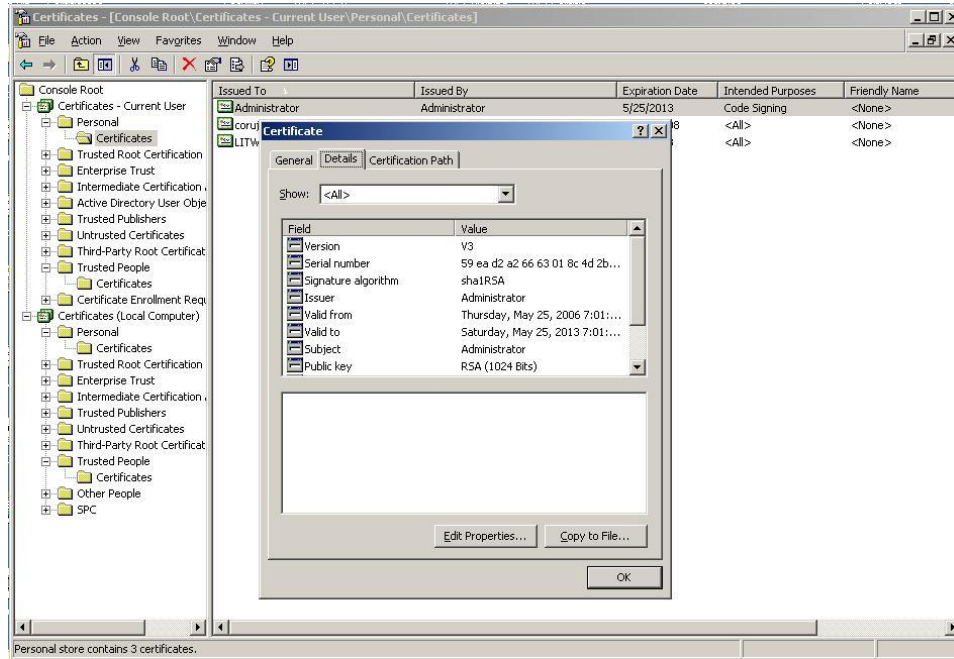 Certificates - [Console Root\Certificates - Current User\Personal\Certificates]
File Action View Favorites Window Help
Console Root
Certificates - Current User
Personal
Certificates
Trusted Root Certification
Enterprise Trust
Intermediate Certification
Active Directory User Obje
Trusted Publishers
Untrusted Certificates
Third-Party Root Certificat
Trusted People
Certificates
Certificate Enrollment Requ
Certificates (Local Computer)
Personal
Certificates
Trusted Root Certification
Enterprise Trust
Intermediate Certification
Trusted Publishers
Untrusted Certificates
Third-Party Root Certificat
Trusted People
Certificates
Other People
SPC
Issued To Issued By Expiration Date Intended Purposes Friendly Name
Administrator Administrator 5/25/2013 Code Signing <None>
coruj 8 <All> <None>
LITW <All> <None>
Certificate
General Details Certification Path
Show: <All>
Field Value
Version V3
Serial number 59 ea d2 a2 66 63 01 8c 4d 2b...
Signature algorithm sha1RSA
Issuer Administrator
Valid from Thursday, May 25, 2006 7:01:...
Valid to Saturday, May 25, 2013 7:01:...
Subject Administrator
Public key RSA (1024 Bits)
Edit Properties... Copy to File...
OK
Personal store contains 3 certificates.